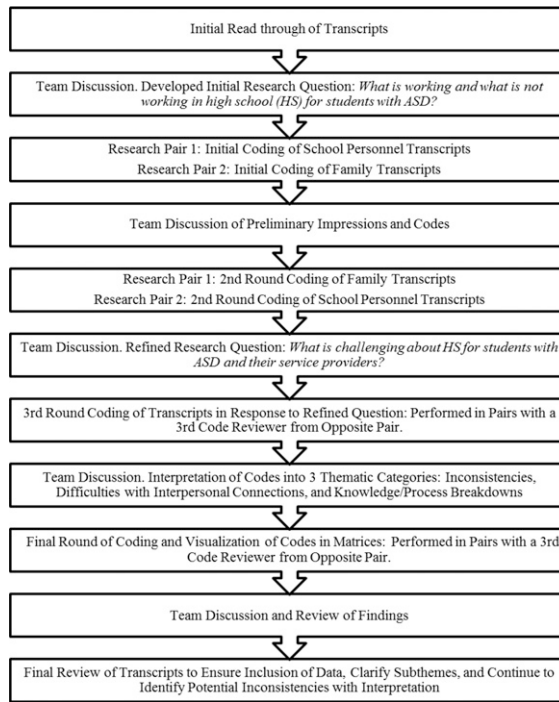 Initial Read through of Transcripts
Team Discussion. Developed Initial Research Question: What is working and what is not
working in high school (HS) for students with ASD?
Research Pair 1: Initial Coding of School Personnel Transcripts
Research Pair 2: Initial Coding of Family Transcripts
Team Discussion of Preliminary Impressions and Codes
Research Pair 1: 2nd Round Coding of Family Transcripts
Research Pair 2: 2nd Round Coding of School Personnel Transcripts
Team Discussion. Refined Research Question: What is challenging about HS for students with
ASD and their service providers?
3rd Round Coding of Transcripts in Response to Refined Question: Performed in Pairs with a
3rd Code Reviewer from Opposite Pair.
Team Discussion. Interpretation of Codes into 3 Thematic Categories: Inconsistencies,
Difficulties with Interpersonal Connections, and Knowledge/Process Breakdowns
Final Round of Coding and Visualization of Codes in Matrices: Performed in Pairs with a 3rd
Code Reviewer from Opposite Pair.
Team Discussion and Review of Findings
Final Review of Transcripts to Ensure Inclusion of Data, Clarify Subthemes, and Continue to
Identify Potential Inconsistencies with Interpretation